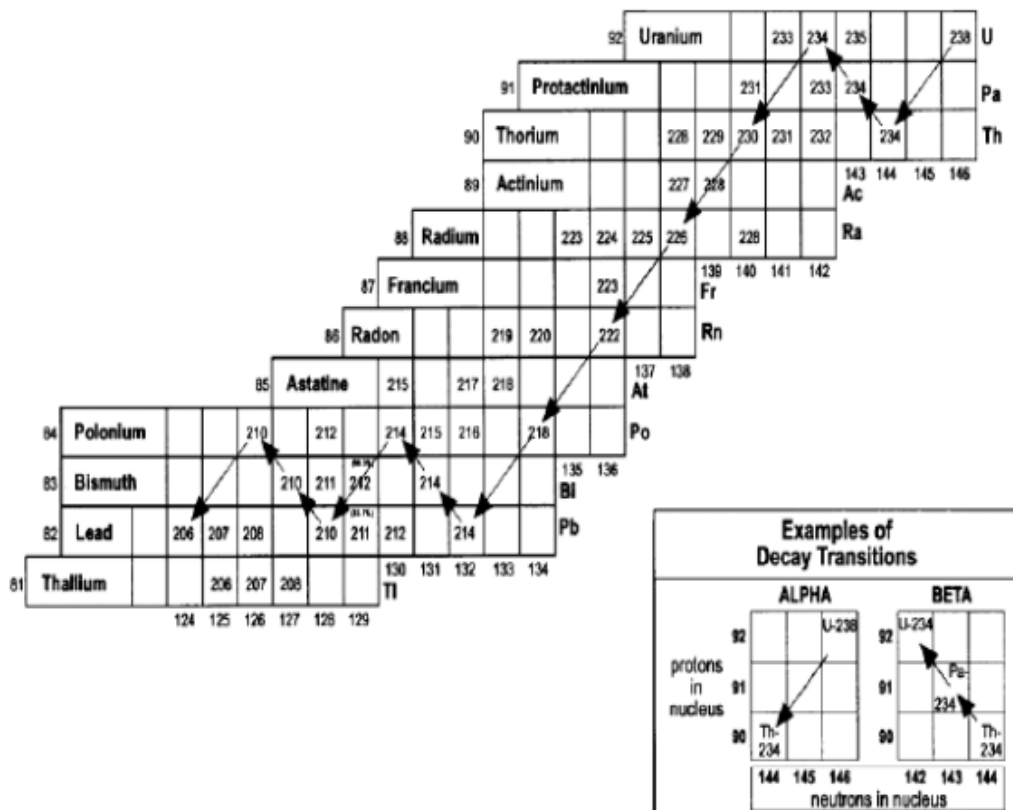 92 Uranium 233 234 235 238 U
91 Protactinium 231 233 234 Pa
90 Thorium 228 229 230 231 232 234 Th
143 144 145 146
89 Actinium 227 228 Ac
88 Radium 223 224 225 226 228 Ra
139 140 141 142
87 Francium 223 Fr
86 Radon 219 220 222 Rn
137 138
85 Astatine 215 217 218 At
84 Polonium 210 212 214 215 216 218 Po
135 136
83 Bismuth 210 211 212 214 Bi
82 Lead 206 207 208 210 211 212 214 Pb
130 131 132 133 134
81 Thallium 206 207 208 Tl
124 125 126 127 128 129
Examples of
Decay Transitions
ALPHA
BETA
protons
in
nucleus
92 U-238
91
90 Th-
234
144 145 146
92 U-234
91 Pa-
234
90 Th-
234
142 143 144
neutrons in nucleus